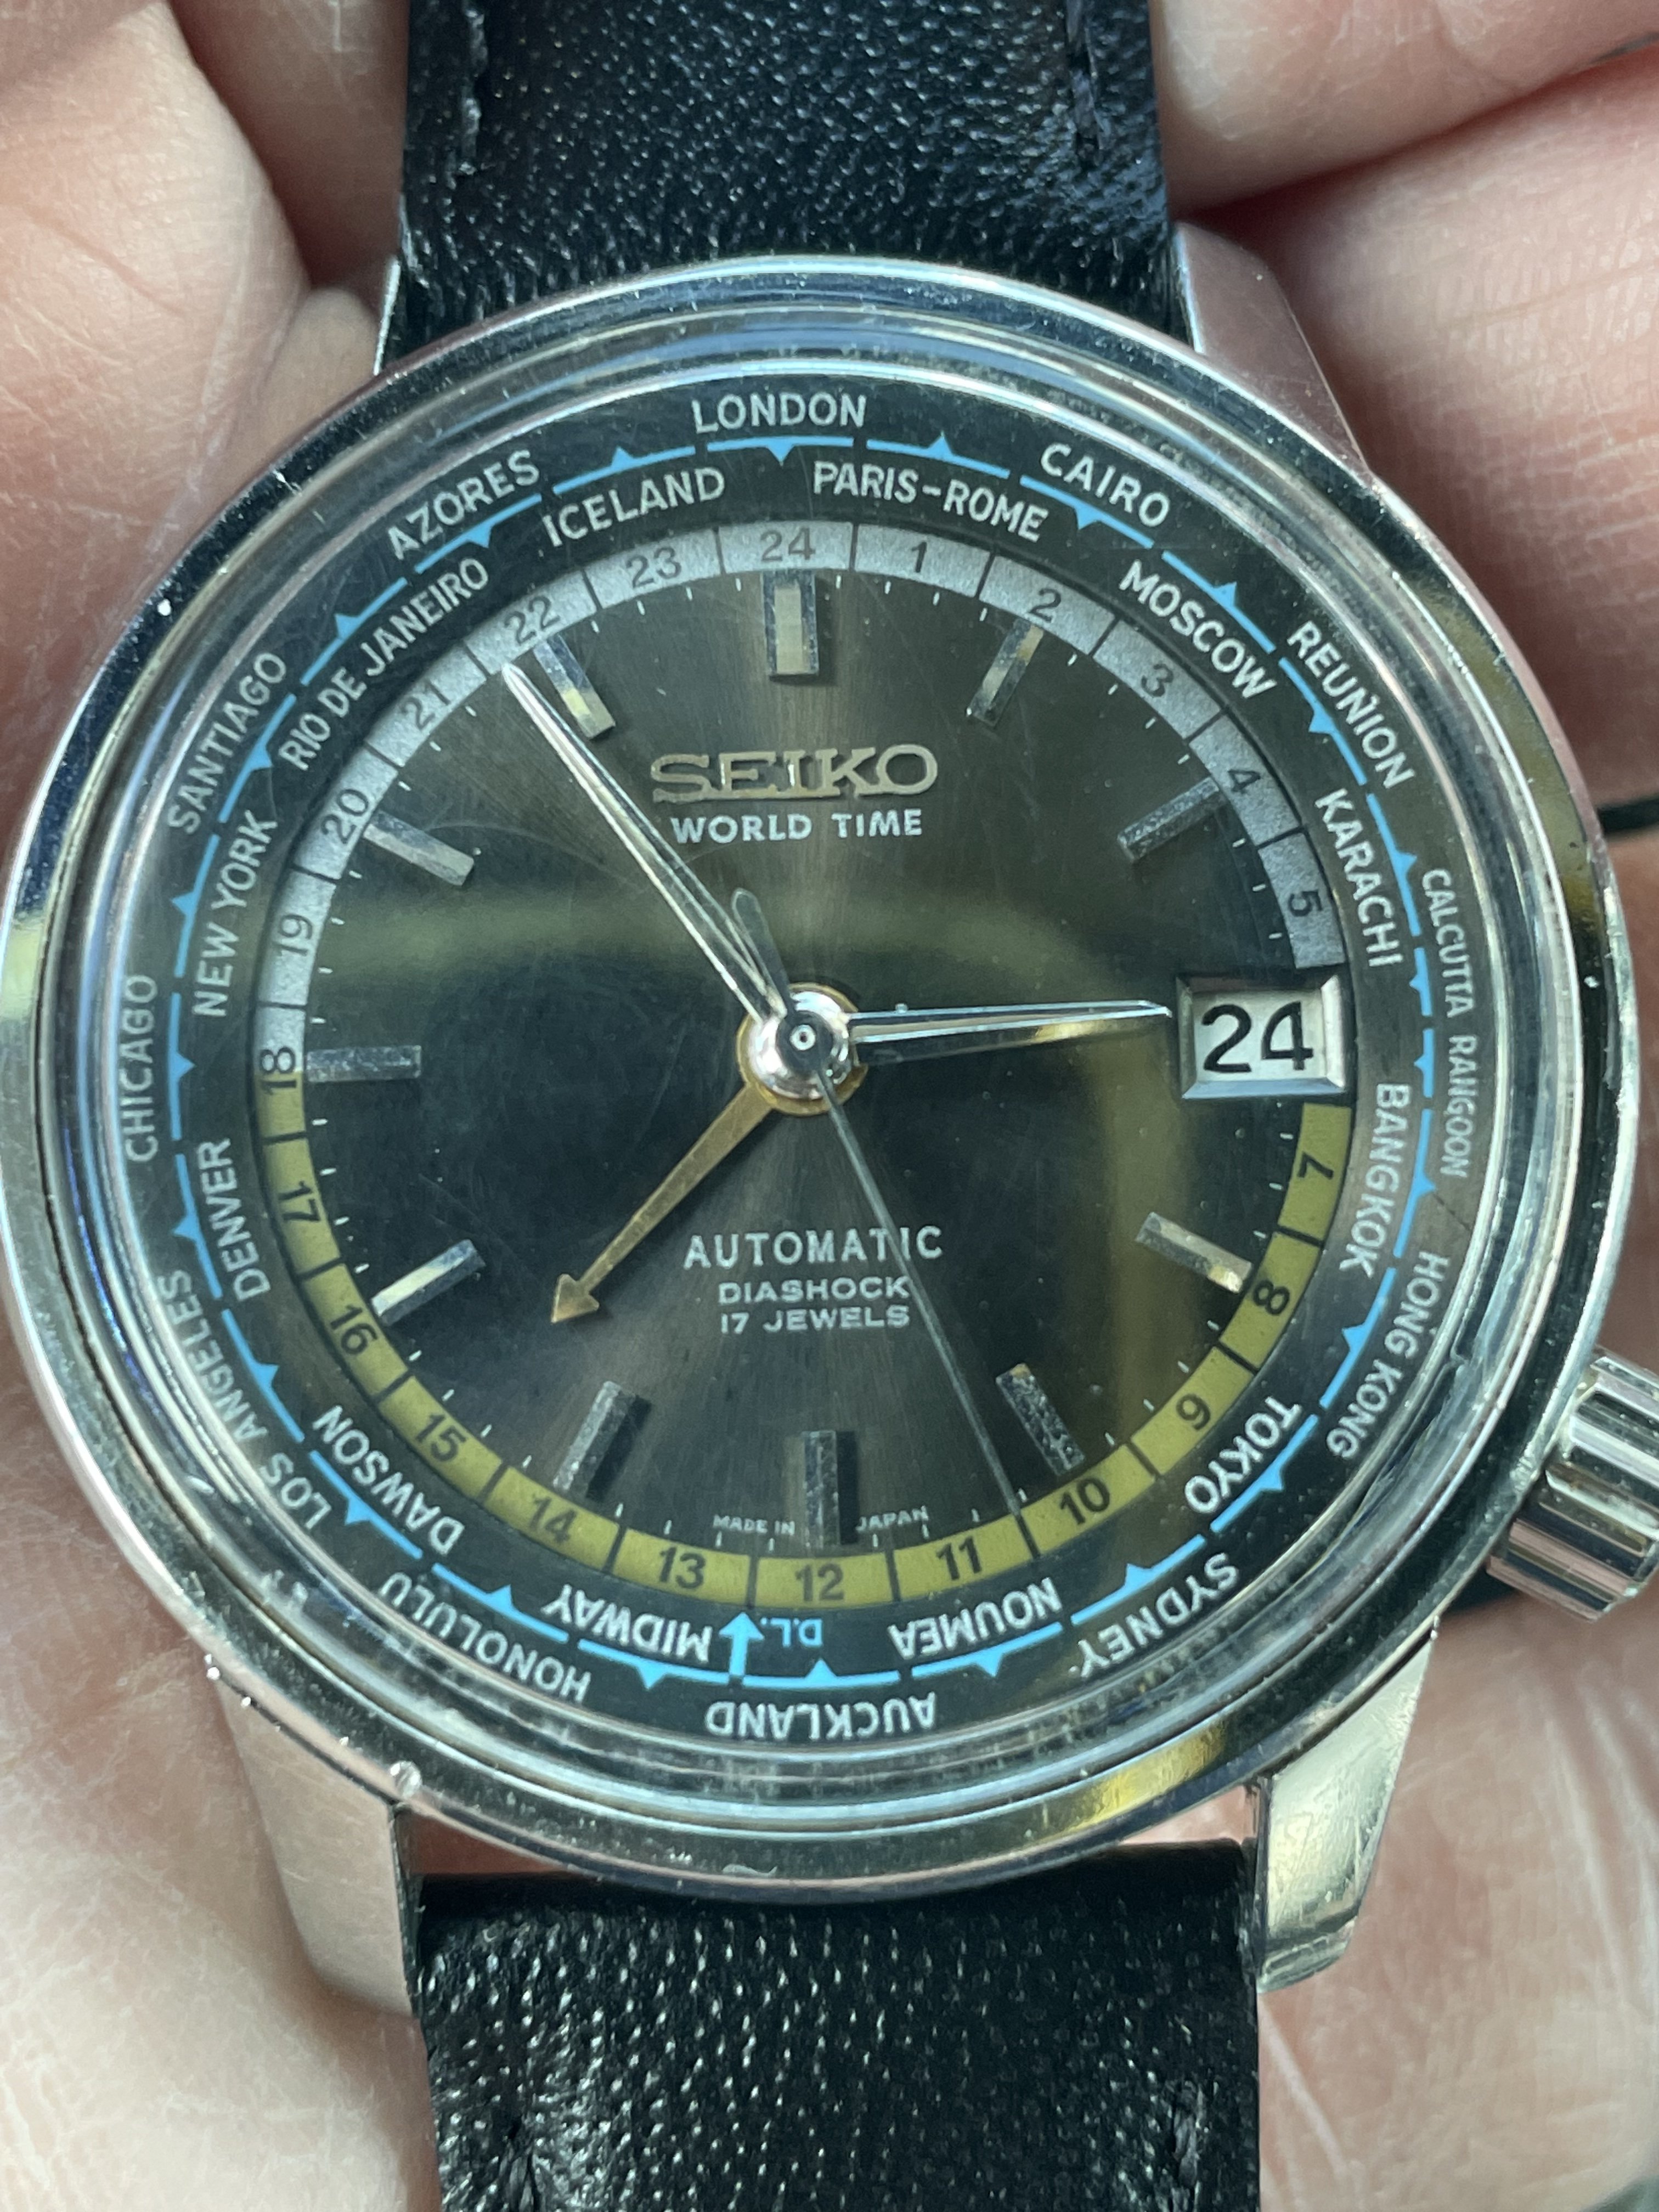 LONDON
PARIS-ROME
CAIRO
MOSCOW
REUNION
KARACHI
CALCUTTA
RANGOON
BANGKOK
HONG KONG
TOKYO
SYDNEY
NOUMEA
AUCKLAND
D.L.
MIDWAY
HONOLULU
DAWSON
LOS ANGELES
DENVER
CHICAGO
NEW YORK
SANTIAGO
RIO DE JANEIRO
AZORES
ICELAND
24
1
2
3
4
5
7
8
9
10
11
12
13
14
15
16
17
18
19
20
21
22
23
SEIKO
WORLD TIME
24
AUTOMATIC
DIASHOCK
17 JEWELS
MADE IN JAPAN